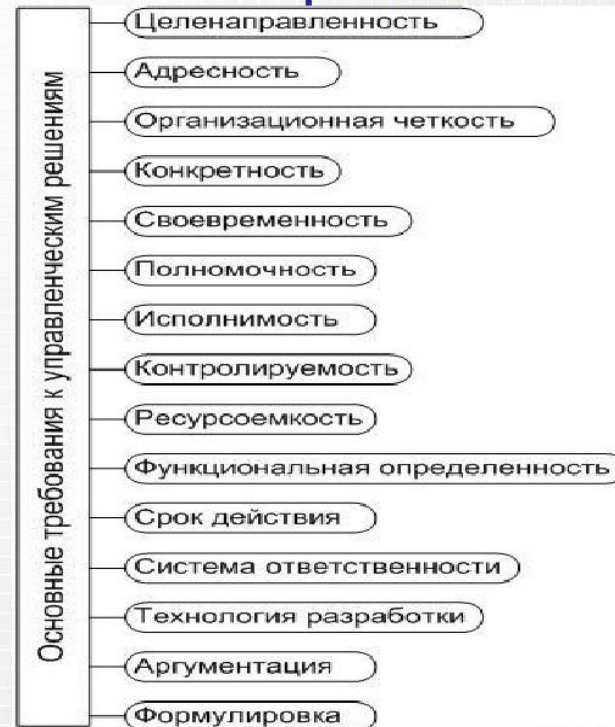 Основные требования к управленческим решениям
Целенаправленность
Адресность
Организационная четкость
Конкретность
Своевременность
Полномочность
Исполнимость
Контролируемость
Ресурсоемкость
Функциональная определенность
Срок действия
Система ответственности
Технология разработки
Аргументация
Формулировка